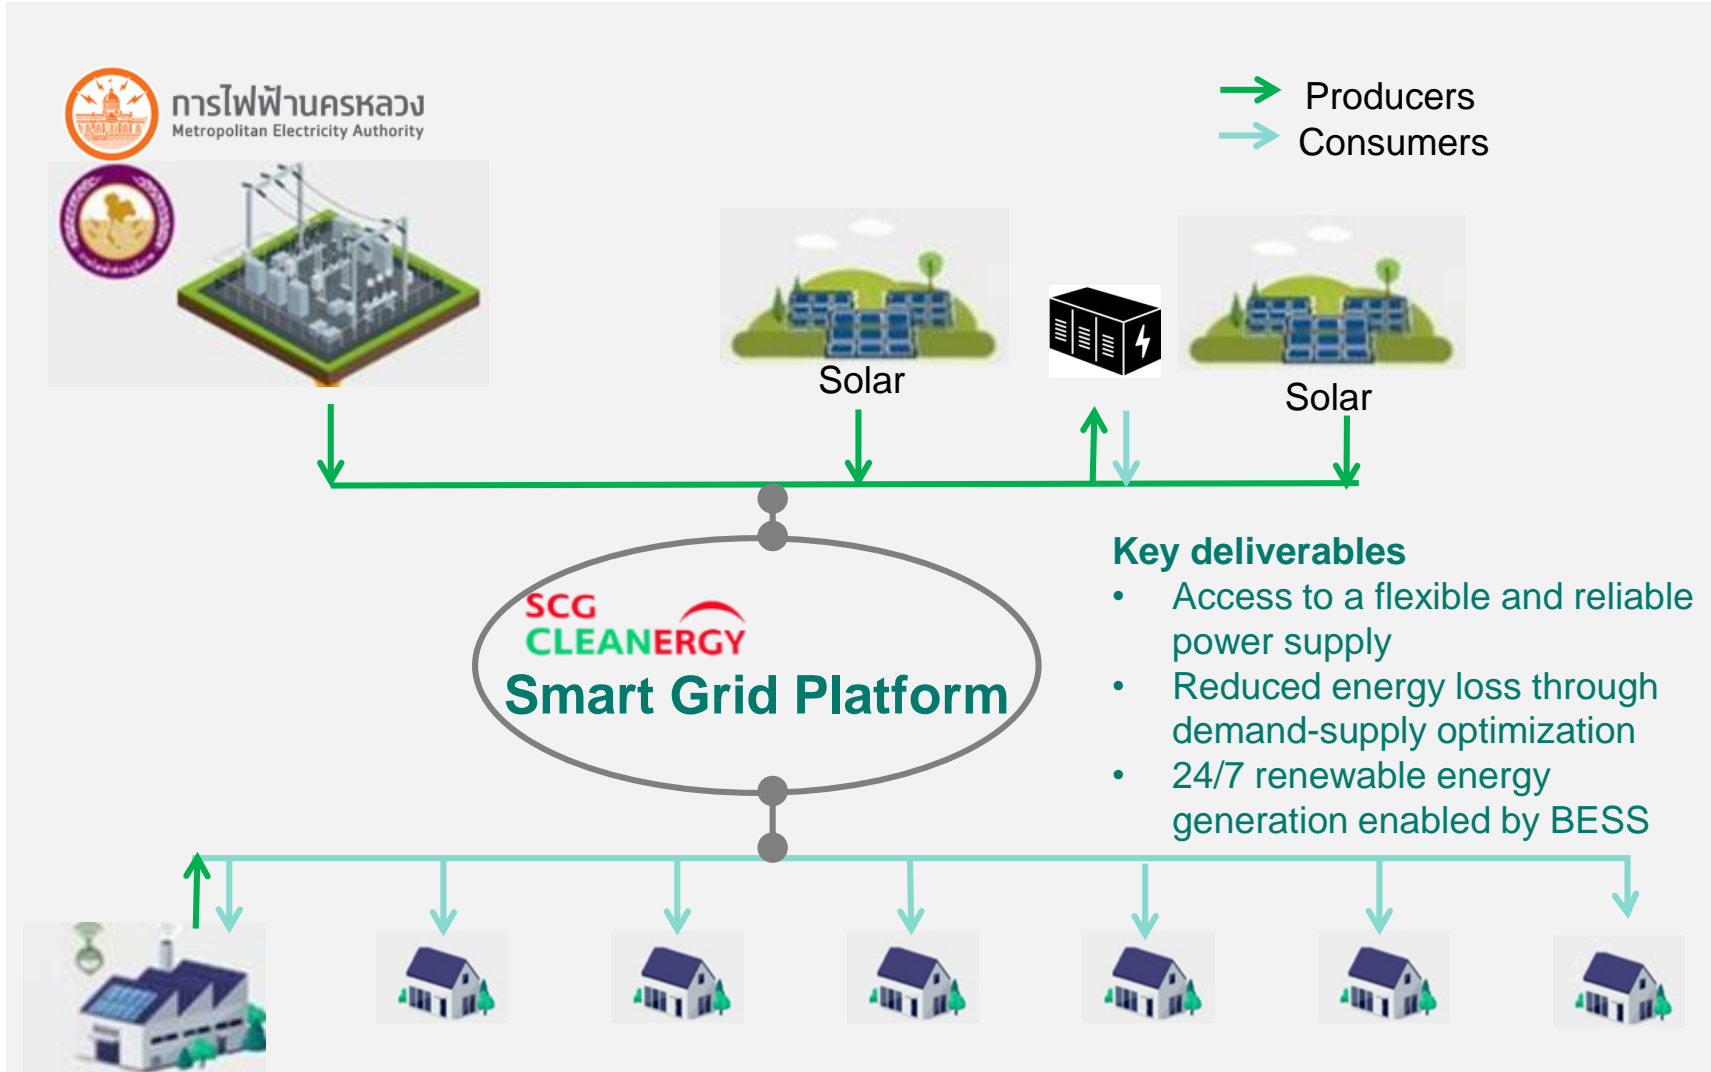 การไฟฟ้านครหลวง
Metropolitan Electricity Authority
Producers
Consumers
Solar
Solar
SCG
CLEANERGY
Smart Grid Platform
Key deliverables
• Access to a flexible and reliable
power supply
• Reduced energy loss through
demand-supply optimization
• 24/7 renewable energy
generation enabled by BESS